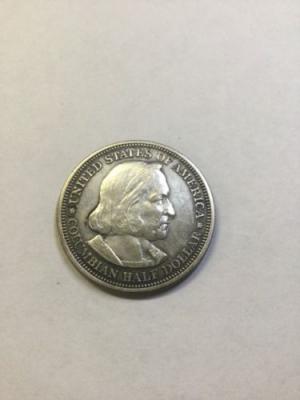 UNITED STATES OF AMERICA
COLUMBIAN HALF DOLLAR